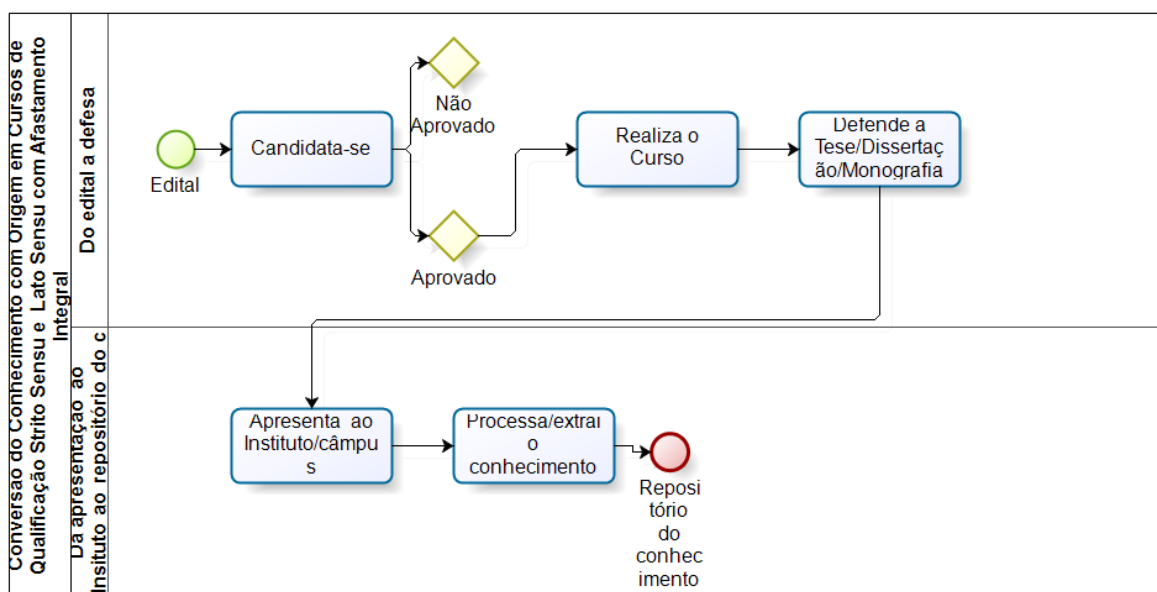 Conversão do Conhecimento com Origem em Cursos de
Qualificação Strito Sensu e Lato Sensu com Afastamento
Integral
Do edital a defesa
Edital
Candidata-se
Não
Aprovado
Aprovado
Realiza o
Curso
Defende a
Tese/Dissertaç
ão/Monografia
Da apresentação ao
Insituto ao repositório do c
Apresenta ao
Instituto/câmpu
s
Processa/extrai
o
conhecimento
Reposi
tório
do
conhec
imento